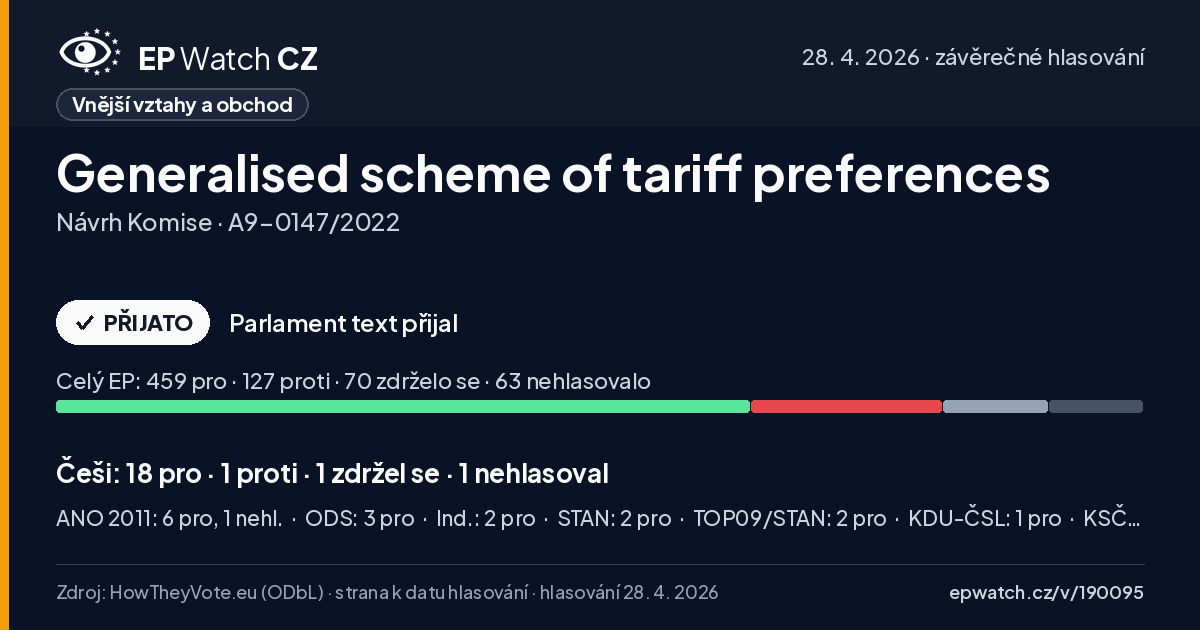 EP Watch CZ
28. 4. 2026 · závěrečné hlasování
Vnější vztahy a obchod
Generalised scheme of tariff preferences
Návrh Komise · A9-0147/2022
✓ PŘIJATO Parlament text přijal
Celý EP: 459 pro · 127 proti · 70 zdrželo se · 63 nehlasovalo
Češi: 18 pro · 1 proti · 1 zdržel se · 1 nehlasoval
ANO 2011: 6 pro, 1 nehl. · ODS: 3 pro · Ind.: 2 pro · STAN: 2 pro · TOP09/STAN: 2 pro · KDU-ČSL: 1 pro · KSČ…
Zdroj: HowTheyVote.eu (ODbL) · strana k datu hlasování · hlasování 28. 4. 2026
epwatch.cz/v/190095